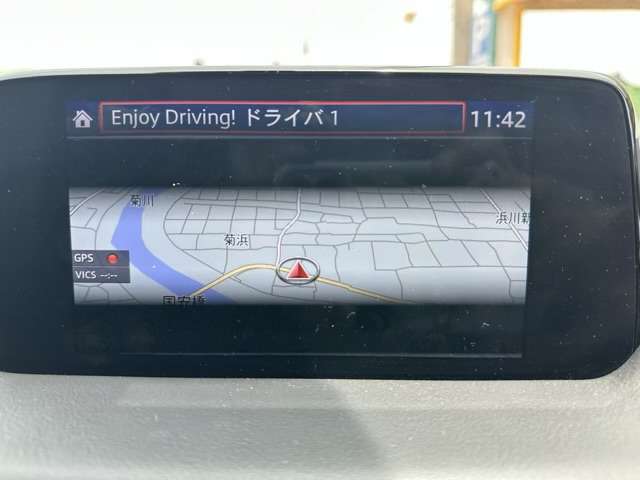 Enjoy Driving! ドライバ 1 11:42
菊川
浜川新
菊浜
GPS
VICS --:--
国安橋